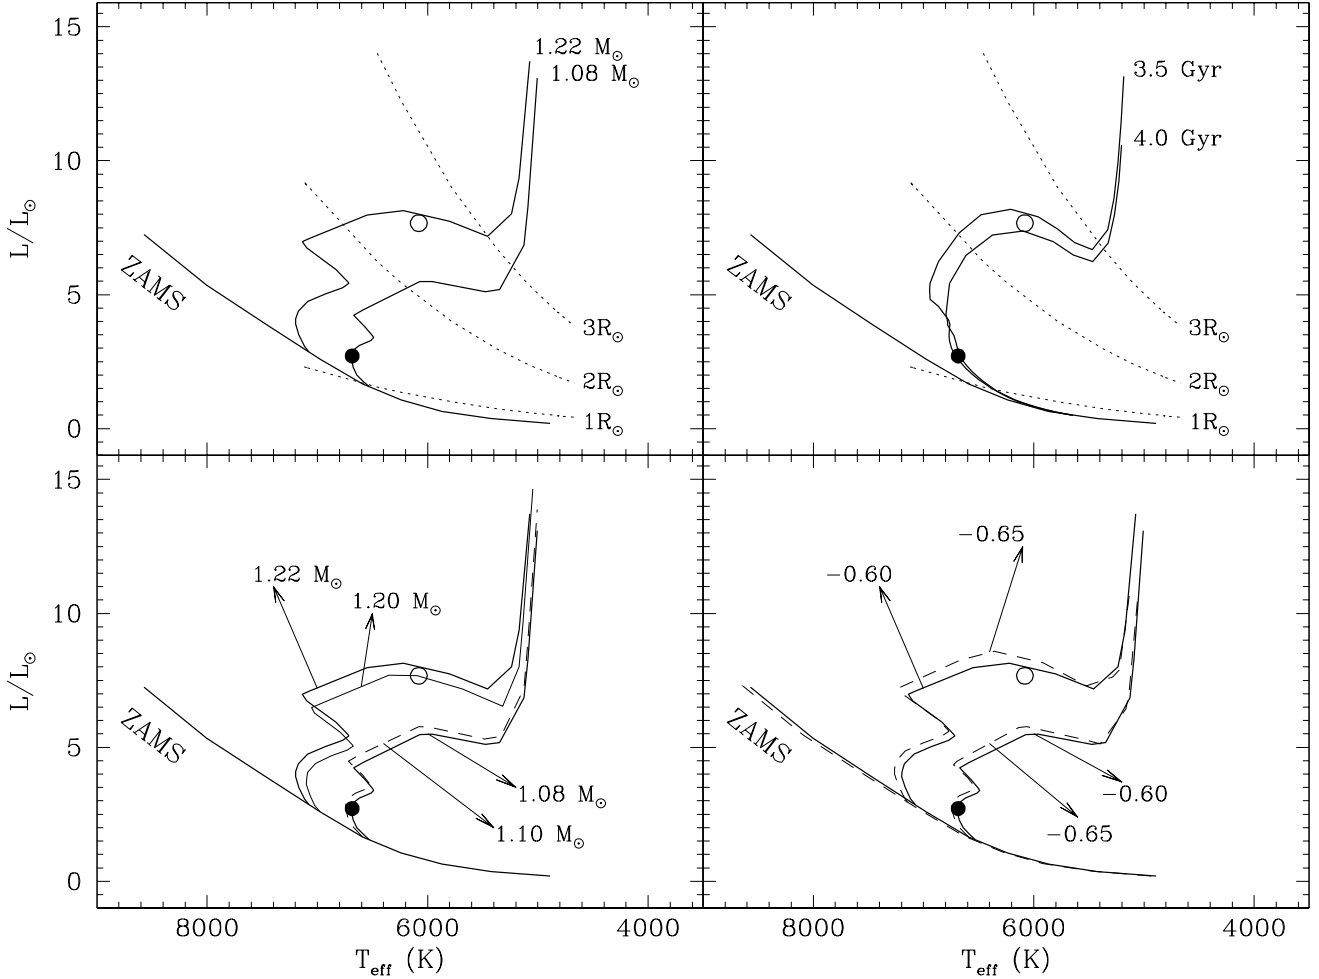 15
10
5
0
L/L⊙
1.22 M⊙
1.08 M⊙
ZAMS
3R⊙
2R⊙
1R⊙
3.5 Gyr
4.0 Gyr
ZAMS
3R⊙
2R⊙
1R⊙
15
10
5
0
L/L⊙
1.22 M⊙
1.20 M⊙
ZAMS
1.08 M⊙
1.10 M⊙
8000
6000
4000
Teff (K)
−0.65
−0.60
ZAMS
−0.60
−0.65
8000
6000
4000
Teff (K)